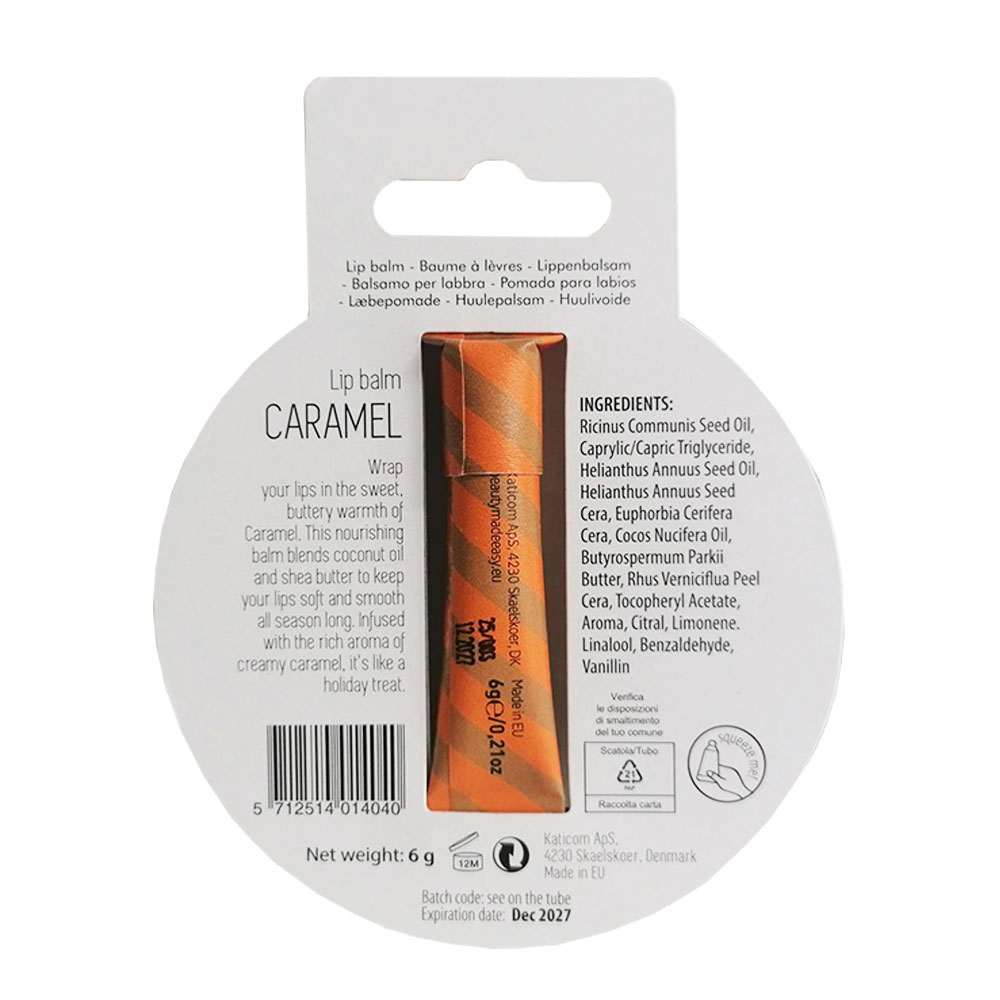 Lip balm - Baume à lèvres - Lippenbalsam
- Balsamo per labbra - Pomada para labios
- Læbepomade - Huulepalsam - Huulivoide
Lip balm
CARAMEL
Wrap
your lips in the sweet,
buttery warmth of
Caramel. This nourishing
balm blends coconut oil
and shea butter to keep
your lips soft and smooth
all season long. Infused
with the rich aroma of
creamy caramel, it's like a
holiday treat.
5 712514 014040
Katicom ApS, 4230 Skaelskoer, DK Made in EU
beautymadeeasy.eu
25/003
12.2027
6g℮/0,21oz
INGREDIENTS:
Ricinus Communis Seed Oil,
Caprylic/Capric Triglyceride,
Helianthus Annuus Seed Oil,
Helianthus Annuus Seed
Cera, Euphorbia Cerifera
Cera, Cocos Nucifera Oil,
Butyrospermum Parkii
Butter, Rhus Verniciflua Peel
Cera, Tocopheryl Acetate,
Aroma, Citral, Limonene.
Linalool, Benzaldehyde,
Vanillin
Verifica
le disposizioni
di smaltimento
del tuo comune
Scatola/Tubo
21
PAP
Raccolta carta
squeeze me!
Net weight: 6 g
12M
Katicom ApS,
4230 Skaelskoer, Denmark
Made in EU
Batch code: see on the tube
Expiration date: Dec 2027